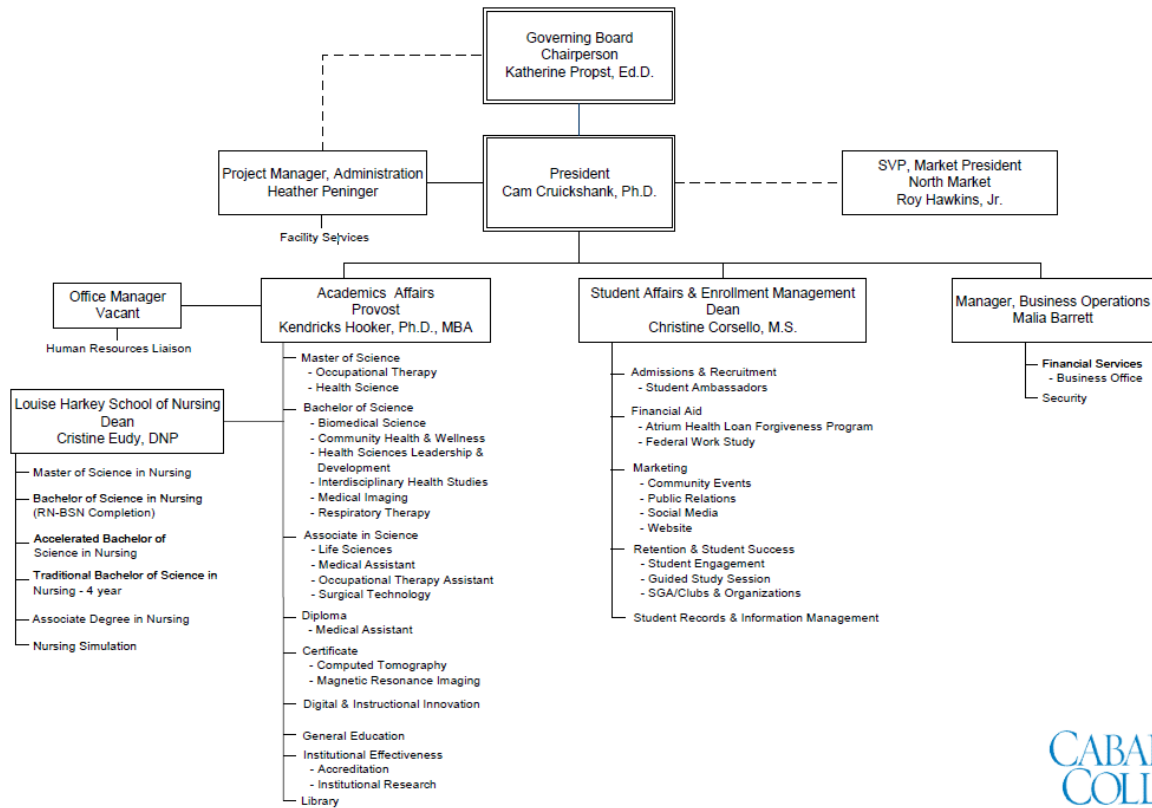 Governing Board
Chairperson
Katherine Propst, Ed.D.
Project Manager, Administration
Heather Peninger
Facility Services
President
Cam Cruickshank, Ph.D.
SVP, Market President
North Market
Roy Hawkins, Jr.
Office Manager
Vacant
Human Resources Liaison
Academics Affairs
Provost
Kendricks Hooker, Ph.D., MBA
Student Affairs & Enrollment Management
Dean
Christine Corsello, M.S.
Manager, Business Operations
Malia Barrett
Louise Harkey School of Nursing
Dean
Cristine Eudy, DNP
Master of Science in Nursing
Bachelor of Science in Nursing
(RN-BSN Completion)
Accelerated Bachelor of
Science in Nursing
Traditional Bachelor of Science in
Nursing - 4 year
Associate Degree in Nursing
Nursing Simulation
Master of Science
- Occupational Therapy
- Health Science
Bachelor of Science
- Biomedical Science
- Community Health & Wellness
- Health Sciences Leadership &
Development
- Interdisciplinary Health Studies
- Medical Imaging
- Respiratory Therapy
Associate in Science
- Life Sciences
- Medical Assistant
- Occupational Therapy Assistant
- Surgical Technology
Diploma
- Medical Assistant
Certificate
- Computed Tomography
- Magnetic Resonance Imaging
Digital & Instructional Innovation
General Education
Institutional Effectiveness
- Accreditation
- Institutional Research
Library
Admissions & Recruitment
- Student Ambassadors
Financial Aid
- Atrium Health Loan Forgiveness Program
- Federal Work Study
Marketing
- Community Events
- Public Relations
- Social Media
- Website
Retention & Student Success
- Student Engagement
- Guided Study Session
- SGA/Clubs & Organizations
Student Records & Information Management
Financial Services
- Business Office
Security